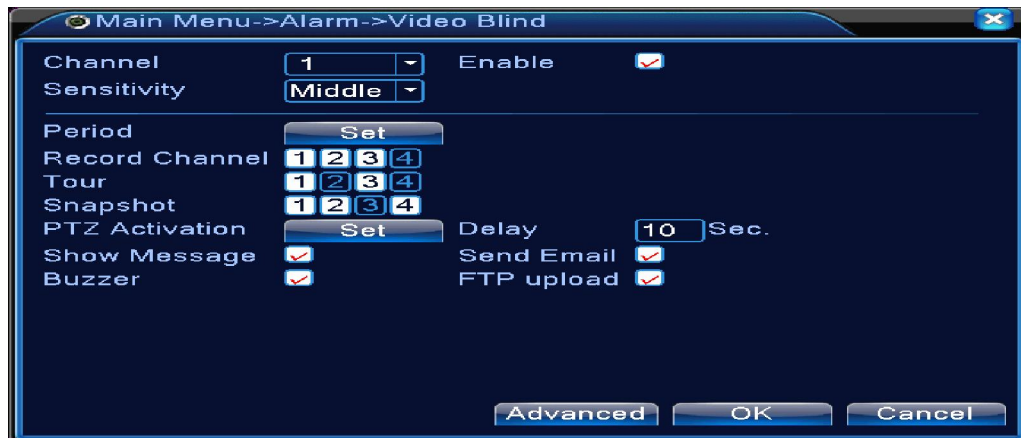 Main Menu->Alarm->Video Blind
Channel 1 Enable
Sensitivity Middle
Period Set
Record Channel 1 2 3 4
Tour 1 2 3 4
Snapshot 1 2 3 4
PTZ Activation Set Delay 10 Sec.
Show Message Send Email
Buzzer FTP upload
Advanced OK Cancel